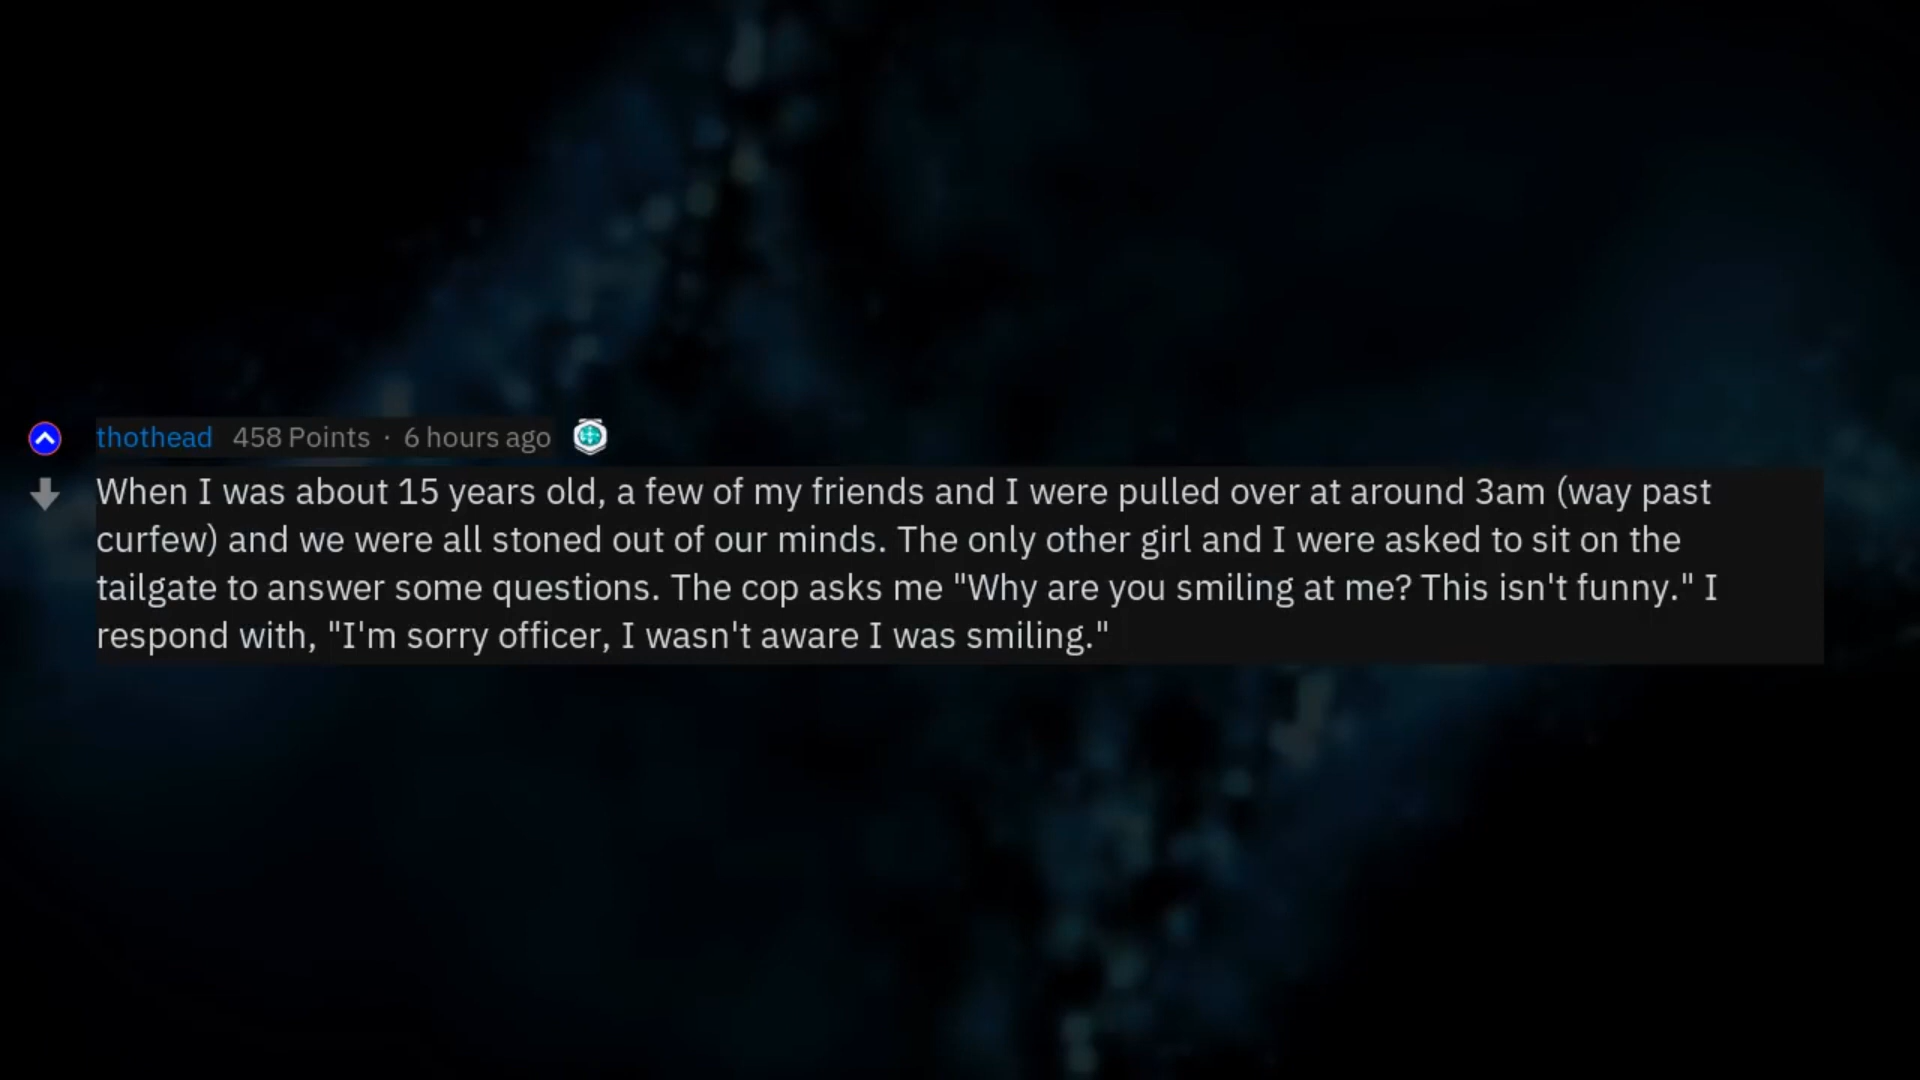 thothead 458 Points · 6 hours ago
When I was about 15 years old, a few of my friends and I were pulled over at around 3am (way past
curfew) and we were all stoned out of our minds. The only other girl and I were asked to sit on the
tailgate to answer some questions. The cop asks me "Why are you smiling at me? This isn't funny." I
respond with, "I'm sorry officer, I wasn't aware I was smiling."